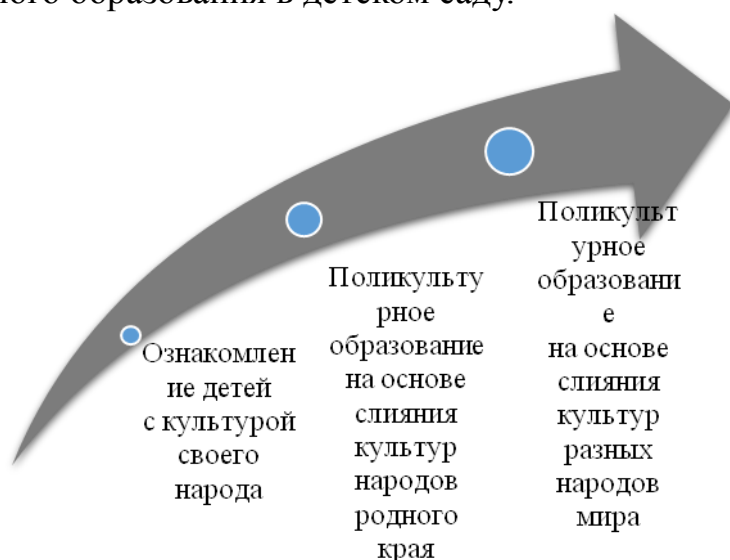 ного образования в детском саду.
Ознакомлен
ие детей
с культурой
своего
народа
Поликульту
рное
образование
на основе
слияния
культур
народов
родного
края
Поликульт
урное
образовани
е
на основе
слияния
культур
разных
народов
мира